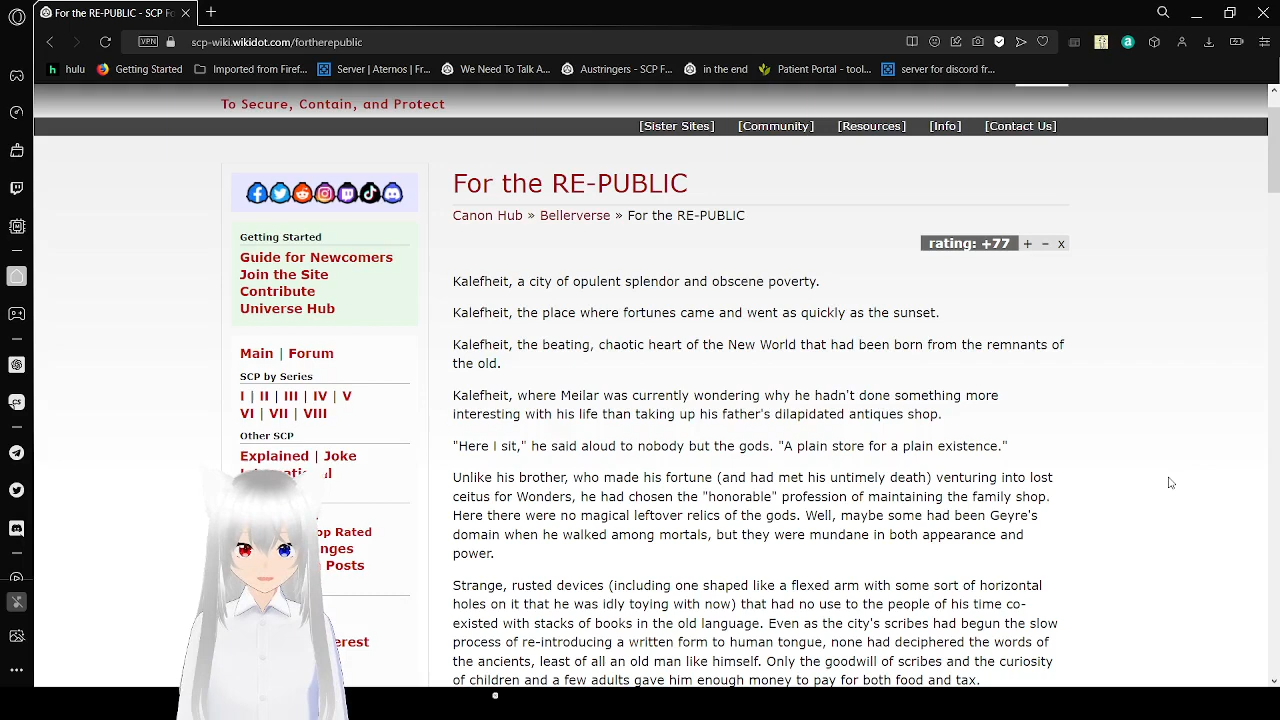 For the RE-PUBLIC - SCP Fo
VPN
scp-wiki.wikidot.com/fortherepublic
hulu
Getting Started
Imported from Firef...
Server | Aternos | Fr...
We Need To Talk A...
Austringers - SCP F...
in the end
Patient Portal - tool...
server for discord fr...
To Secure, Contain, and Protect
[Sister Sites] [Community] [Resources] [Info] [Contact Us]
Getting Started
Guide for Newcomers
Join the Site
Contribute
Universe Hub
Main | Forum
SCP by Series
I | II | III | IV | V
VI | VII | VIII
Other SCP
Explained | Joke
op Rated
nges
Posts
erest
For the RE-PUBLIC
Canon Hub » Bellerverse » For the RE-PUBLIC
rating: +77 + − x
Kalefheit, a city of opulent splendor and obscene poverty.
Kalefheit, the place where fortunes came and went as quickly as the sunset.
Kalefheit, the beating, chaotic heart of the New World that had been born from the remnants of
the old.
Kalefheit, where Meilar was currently wondering why he hadn't done something more
interesting with his life than taking up his father's dilapidated antiques shop.
"Here I sit," he said aloud to nobody but the gods. "A plain store for a plain existence."
Unlike his brother, who made his fortune (and had met his untimely death) venturing into lost
ceitus for Wonders, he had chosen the "honorable" profession of maintaining the family shop.
Here there were no magical leftover relics of the gods. Well, maybe some had been Geyre's
domain when he walked among mortals, but they were mundane in both appearance and
power.
Strange, rusted devices (including one shaped like a flexed arm with some sort of horizontal
holes on it that he was idly toying with now) that had no use to the people of his time co-
existed with stacks of books in the old language. Even as the city's scribes had begun the slow
process of re-introducing a written form to human tongue, none had deciphered the words of
the ancients, least of all an old man like himself. Only the goodwill of scribes and the curiosity
of children and a few adults gave him enough money to pay for both food and tax.